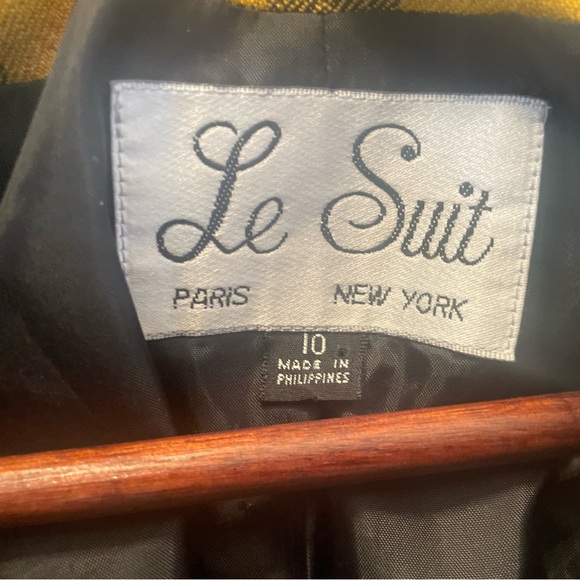 Le Suit
PARIS NEW YORK
10
MADE IN
PHILIPPINES